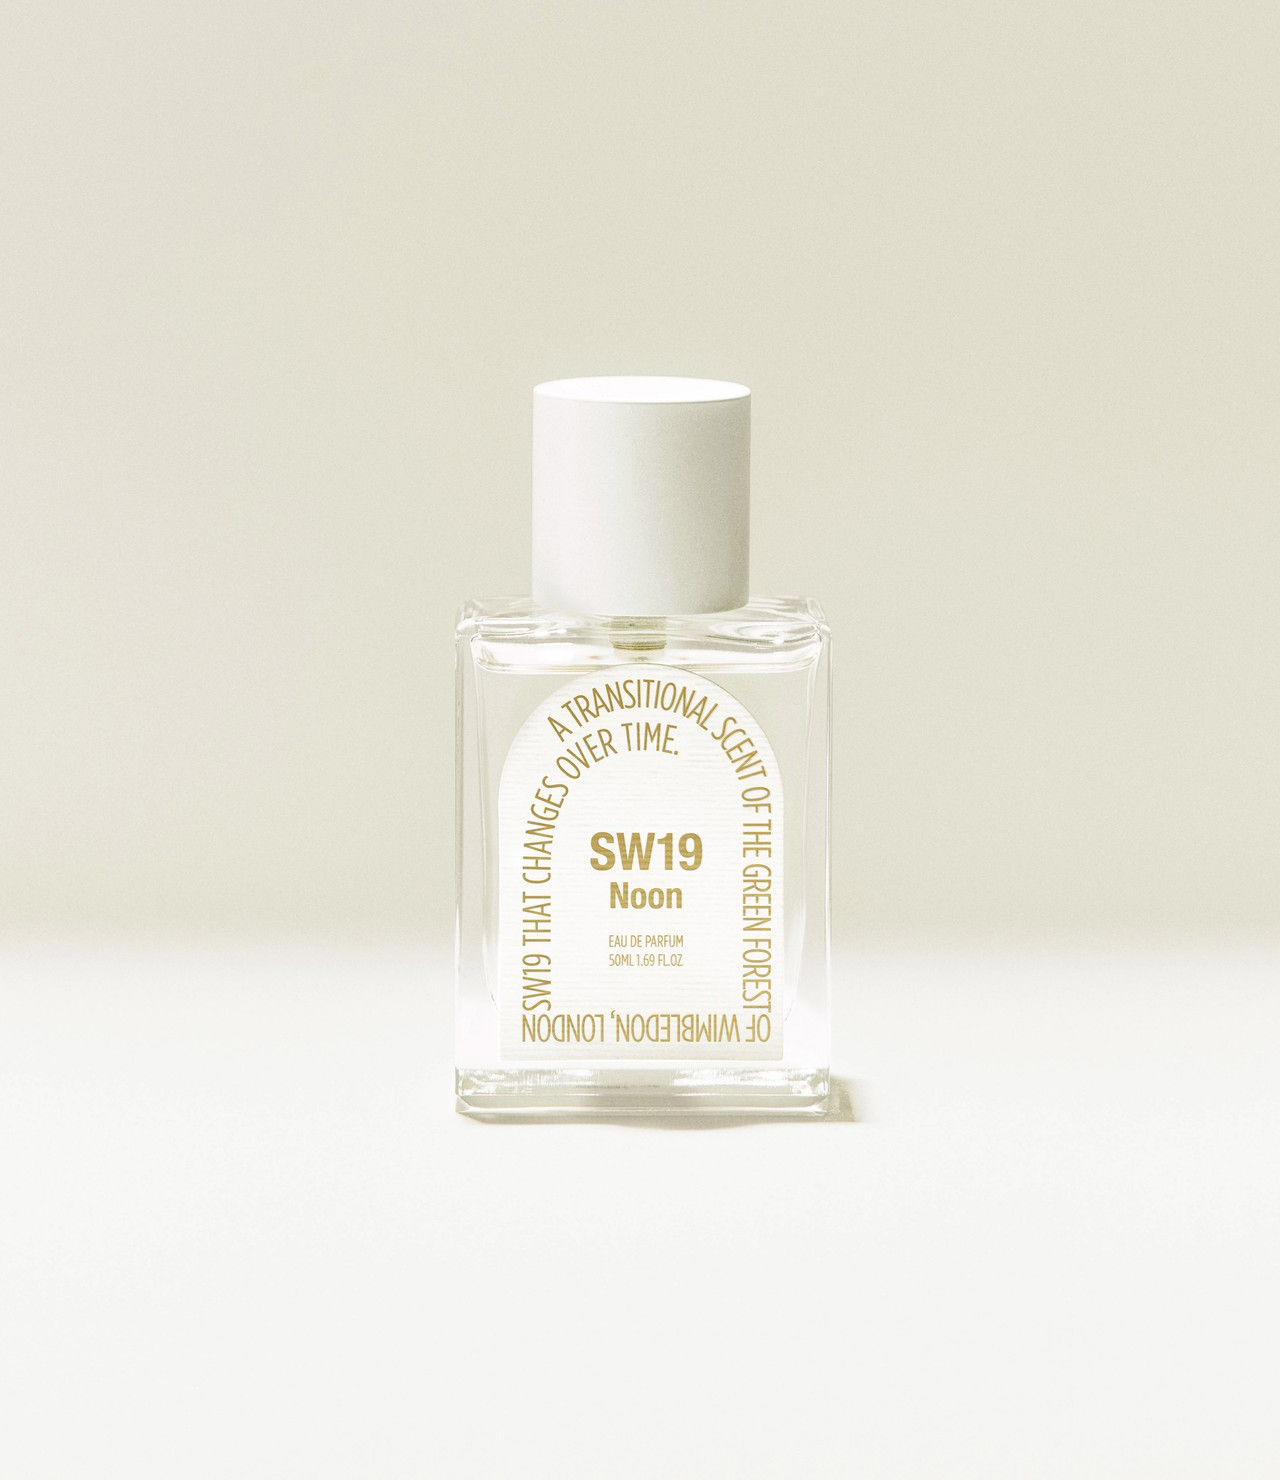 A TRANSITIONAL SCENT OF THE GREEN FOREST
OF WIMBLEDON, LONDON
SW19 THAT CHANGES OVER TIME.
SW19
Noon
EAU DE PARFUM
50ML 1.69 FL.OZ